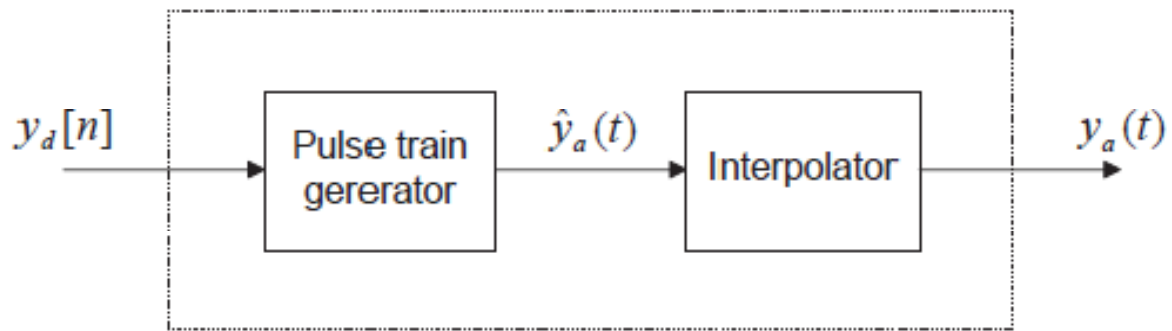 y_d[n]
Pulse train
gererator
ŷ_a(t)
Interpolator
y_a(t)